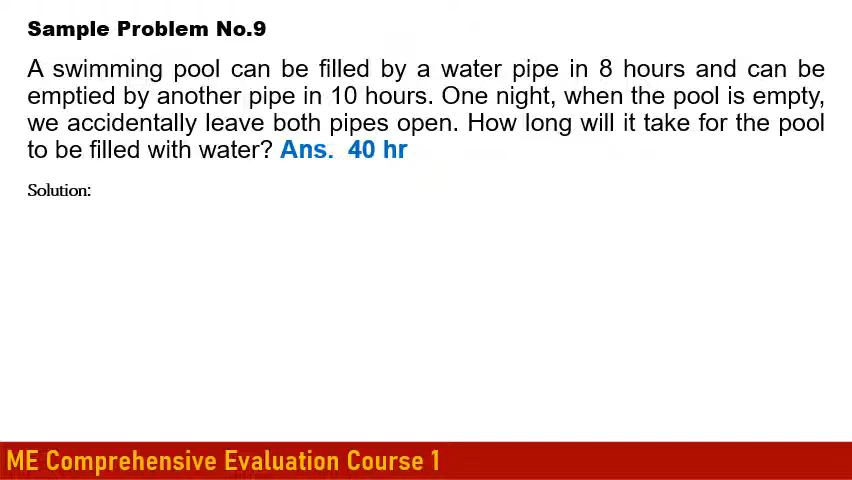 Sample Problem No.9
A swimming pool can be filled by a water pipe in 8 hours and can be
emptied by another pipe in 10 hours. One night, when the pool is empty,
we accidentally leave both pipes open. How long will it take for the pool
to be filled with water? Ans.  40 hr
Solution:
ME Comprehensive Evaluation Course 1